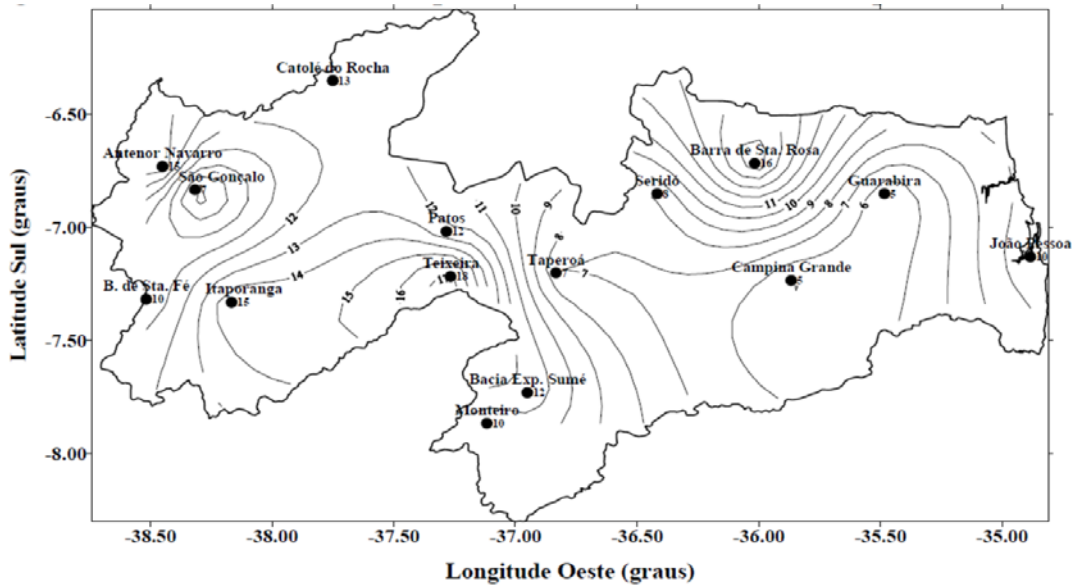 Catolé do Rocha
13
-6.50
Antenor Navarro
Barra de Sta. Rosa
16
São Gonçalo
7
Seridó
8
Guarabira
5
11
10
9
8
7
6
12
-7.00
13
14
12
11
10
9
8
Patos
12
João Pessoa
10
Teixeira
18
17
Taperoá
7
7
Campina Grande
5
B. de Sta. Fé
10
Itaporanga
15
15
16
-7.50
Bacia Exp. Sumé
12
Monteiro
10
-8.00
-38.50
-38.00
-37.50
-37.00
-36.50
-36.00
-35.50
-35.00
Latitude Sul (graus)
Longitude Oeste (graus)